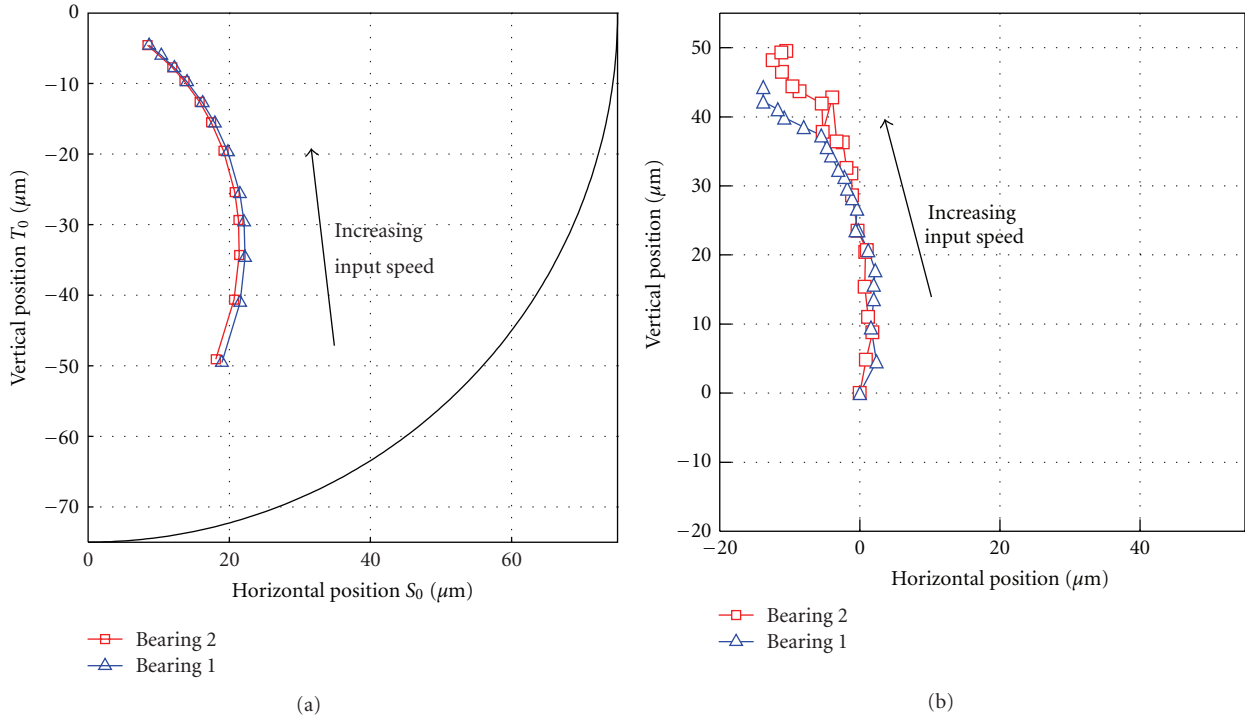 0
−10
−20
−30
−40
−50
−60
−70
Vertical position T0 (μm)
Increasing
input speed
0
20
40
60
Horizontal position S0 (μm)
Bearing 2
Bearing 1
(a)
50
40
30
20
10
0
−10
−20
Vertical position (μm)
Increasing
input speed
−20
0
20
40
Horizontal position (μm)
Bearing 2
Bearing 1
(b)